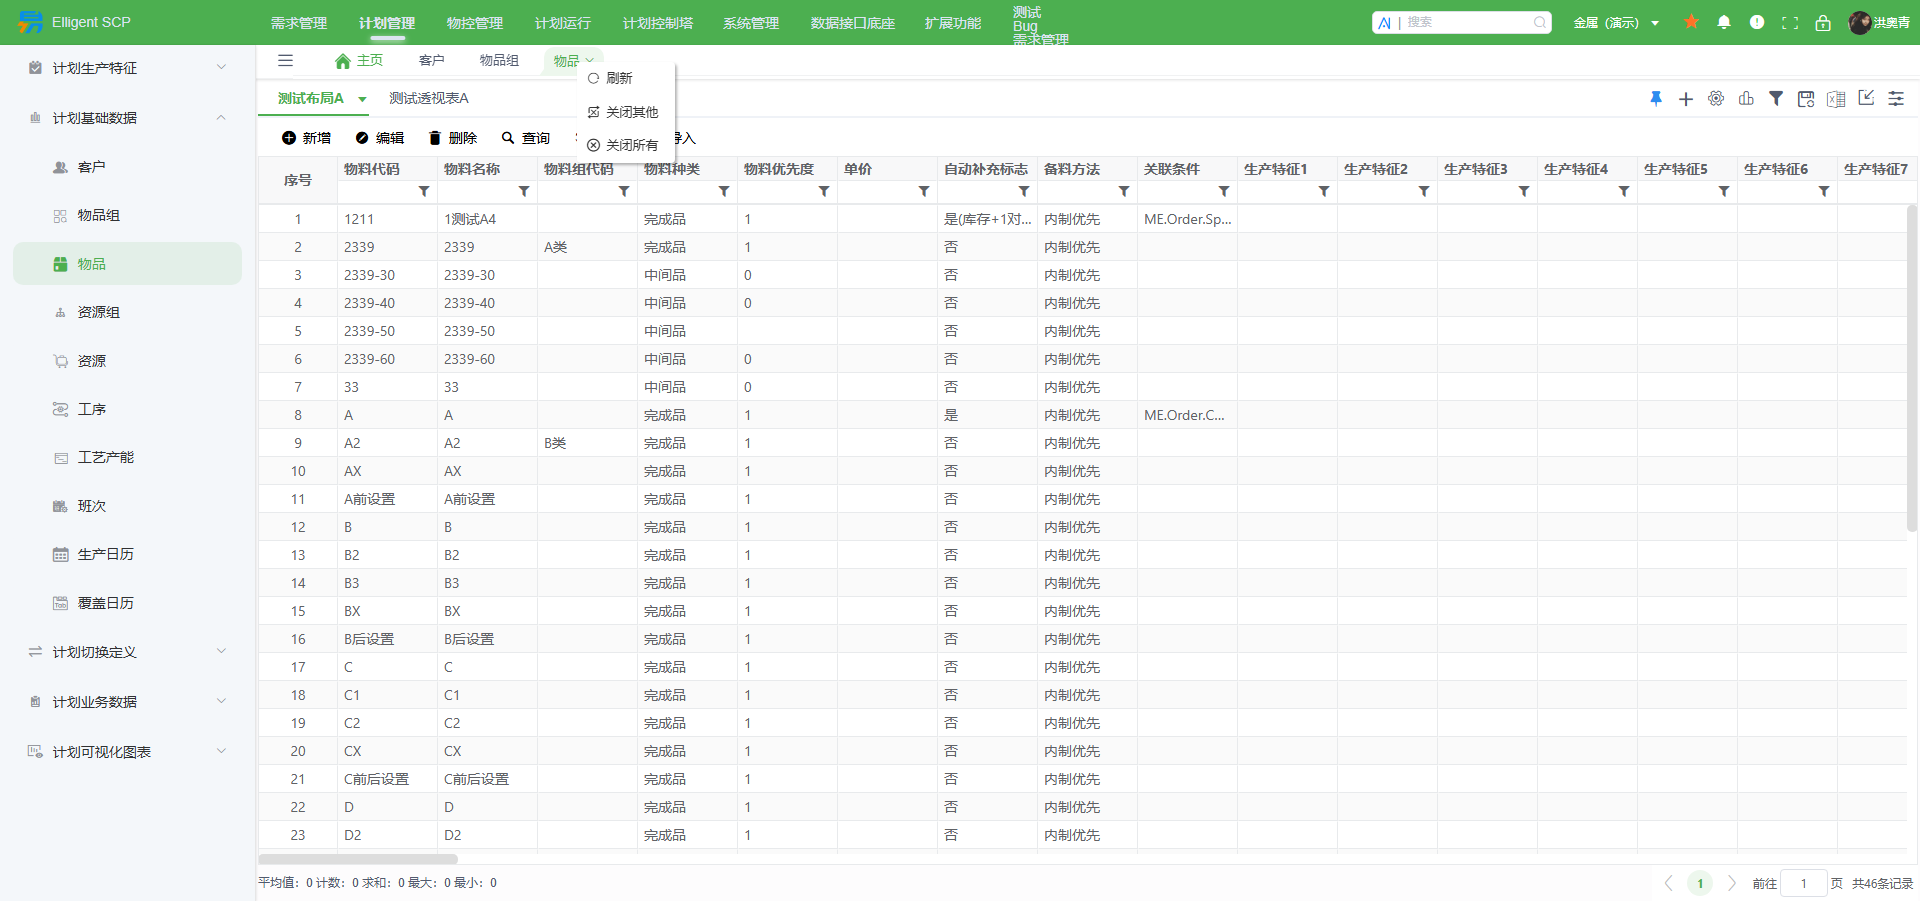 Elligent SCP
需求管理 计划管理 物控管理 计划运行 计划控制塔 系统管理 数据接口底座 扩展功能
测试
Bug
需求管理
搜索
金属（演示）
洪奥青
计划生产特征
计划基础数据
客户
物品组
物品
资源组
资源
工序
工艺产能
班次
生产日历
覆盖日历
计划切换定义
计划业务数据
计划可视化图表
主页 客户 物品组 物品
刷新
关闭其他
关闭所有
测试布局A 测试透视表A
新增 编辑 删除 查询 导入
序号 物料代码 物料名称 物料组代码 物料种类 物料优先度 单价 自动补充标志 备料方法 关联条件 生产特征1 生产特征2 生产特征3 生产特征4 生产特征5 生产特征6 生产特征7
1 1211 1测试A4 完成品 1 是(库存+1对... 内制优先 ME.Order.Sp...
2 2339 2339 A类 完成品 1 否 内制优先
3 2339-30 2339-30 中间品 0 否 内制优先
4 2339-40 2339-40 中间品 0 否 内制优先
5 2339-50 2339-50 中间品 否 内制优先
6 2339-60 2339-60 中间品 0 否 内制优先
7 33 33 中间品 0 否 内制优先
8 A A 完成品 1 是 内制优先 ME.Order.C...
9 A2 A2 B类 完成品 1 否 内制优先
10 AX AX 完成品 1 否 内制优先
11 A前设置 A前设置 完成品 1 否 内制优先
12 B B 完成品 1 否 内制优先
13 B2 B2 完成品 1 否 内制优先
14 B3 B3 完成品 1 否 内制优先
15 BX BX 完成品 1 否 内制优先
16 B后设置 B后设置 完成品 1 否 内制优先
17 C C 完成品 1 否 内制优先
18 C1 C1 完成品 1 否 内制优先
19 C2 C2 完成品 1 否 内制优先
20 CX CX 完成品 1 否 内制优先
21 C前后设置 C前后设置 完成品 1 否 内制优先
22 D D 完成品 1 否 内制优先
23 D2 D2 完成品 1 否 内制优先
平均值：0 计数：0 求和：0 最大：0 最小：0
1 前往 1 页 共46条记录